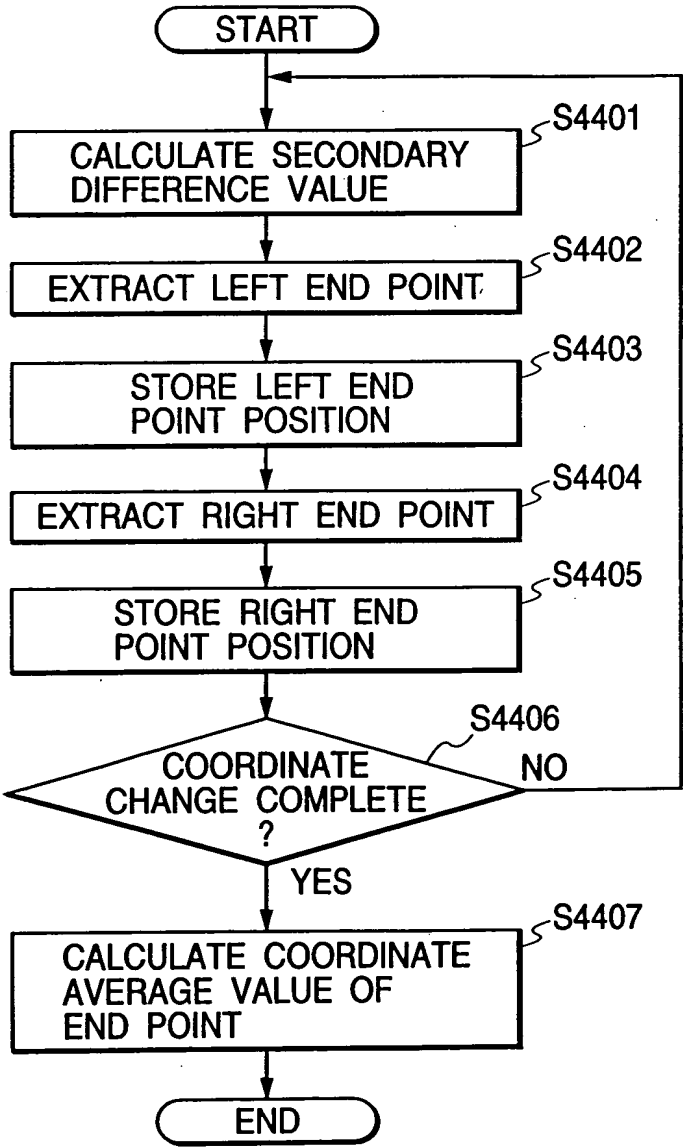 START
S4401
CALCULATE SECONDARY
DIFFERENCE VALUE
S4402
EXTRACT LEFT END POINT
S4403
STORE LEFT END
POINT POSITION
S4404
EXTRACT RIGHT END POINT
S4405
STORE RIGHT END
POINT POSITION
S4406
COORDINATE
CHANGE COMPLETE
?
NO
YES
S4407
CALCULATE COORDINATE
AVERAGE VALUE OF
END POINT
END